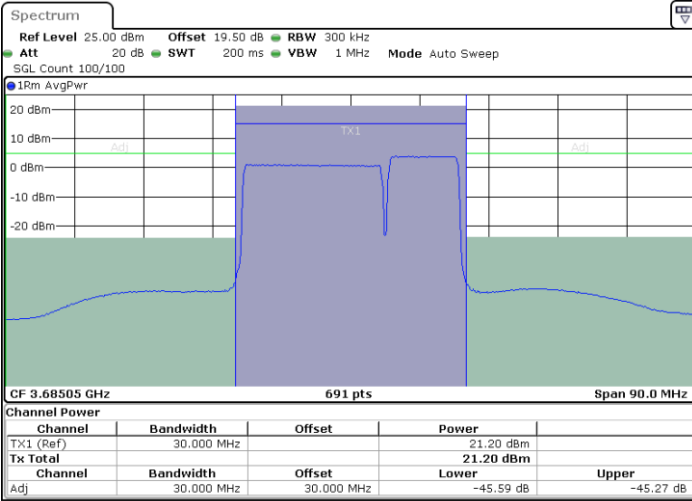 Spectrum
Ref Level 25.00 dBm Offset 19.50 dB RBW 300 kHz
Att 20 dB SWT 200 ms VBW 1 MHz Mode Auto Sweep
SGL Count 100/100
1Rm AvgPwr
20 dBm
TX1
10 dBm
Adj Adj
0 dBm
-10 dBm
-20 dBm
CF 3.68505 GHz 691 pts Span 90.0 MHz
Channel Power
Channel Bandwidth Offset Power
TX1 (Ref) 30.000 MHz 21.20 dBm
Tx Total 21.20 dBm
Channel Bandwidth Offset Lower Upper
Adj 30.000 MHz 30.000 MHz -45.59 dB -45.27 dB